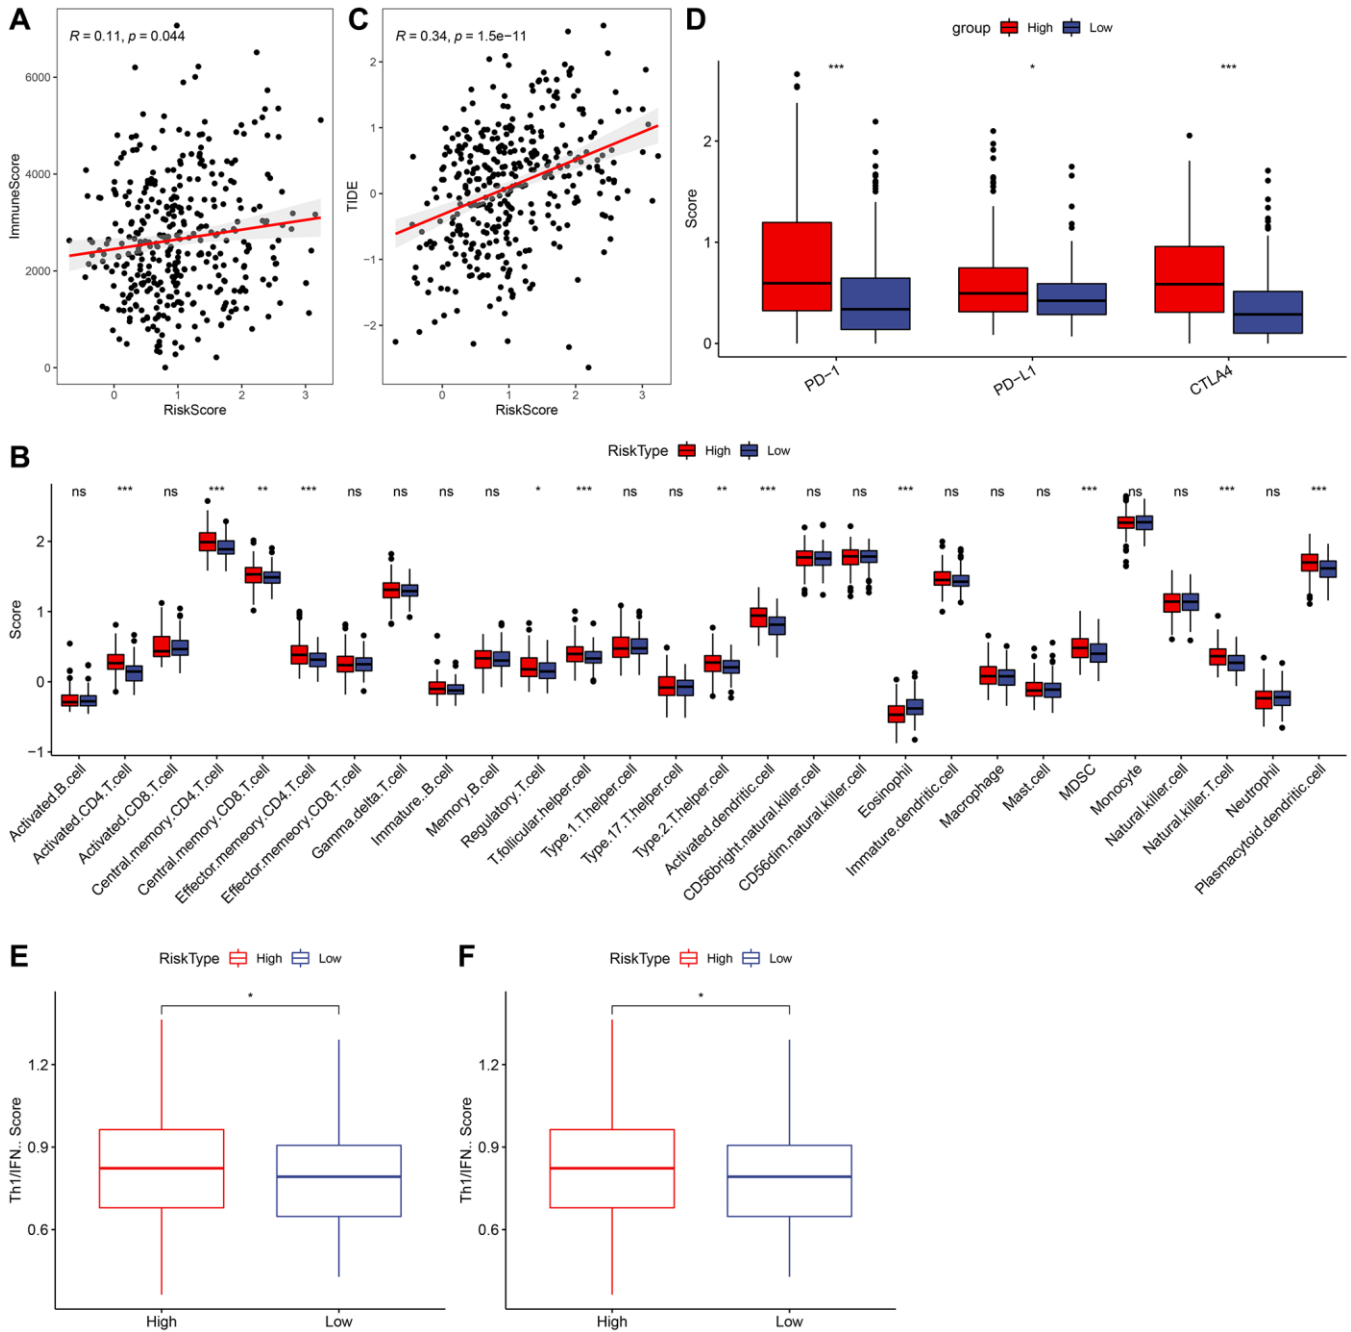 A
R = 0.11, p = 0.044
ImmuneScore
6000
4000
2000
0
0 1 2 3
RiskScore
C
R = 0.34, p = 1.5e−11
TIDE
2
1
0
−1
−2
0 1 2 3
RiskScore
D
group High Low
*** * ***
Score
2
1
0
PD−1 PD−L1 CTLA4
B
RiskType High Low
ns *** ns *** ** *** ns ns ns ns * *** ns ns ** *** ns ns *** ns ns ns *** ns ns *** ns ***
Score
2
1
0
−1
Activated.B.cell
Activated.CD4.T.cell
Activated.CD8.T.cell
Central.memory.CD4.T.cell
Central.memory.CD8.T.cell
Effector.memory.CD4.T.cell
Effector.memory.CD8.T.cell
Gamma.delta.T.cell
Immature..B.cell
Memory.B.cell
Regulatory.T.cell
T.follicular.helper.cell
Type.1.T.helper.cell
Type.17.T.helper.cell
Type.2.T.helper.cell
Activated.dendritic.cell
CD56bright.natural.killer.cell
CD56dim.natural.killer.cell
Eosinophil
Immature.dendritic.cell
Macrophage
Mast.cell
MDSC
Monocyte
Natural.killer.cell
Natural.killer.T.cell
Neutrophil
Plasmacytoid.dendritic.cell
E
RiskType High Low
*
Th1/IFN.. Score
1.2
0.9
0.6
High Low
F
RiskType High Low
*
Th1/IFN.. Score
1.2
0.9
0.6
High Low